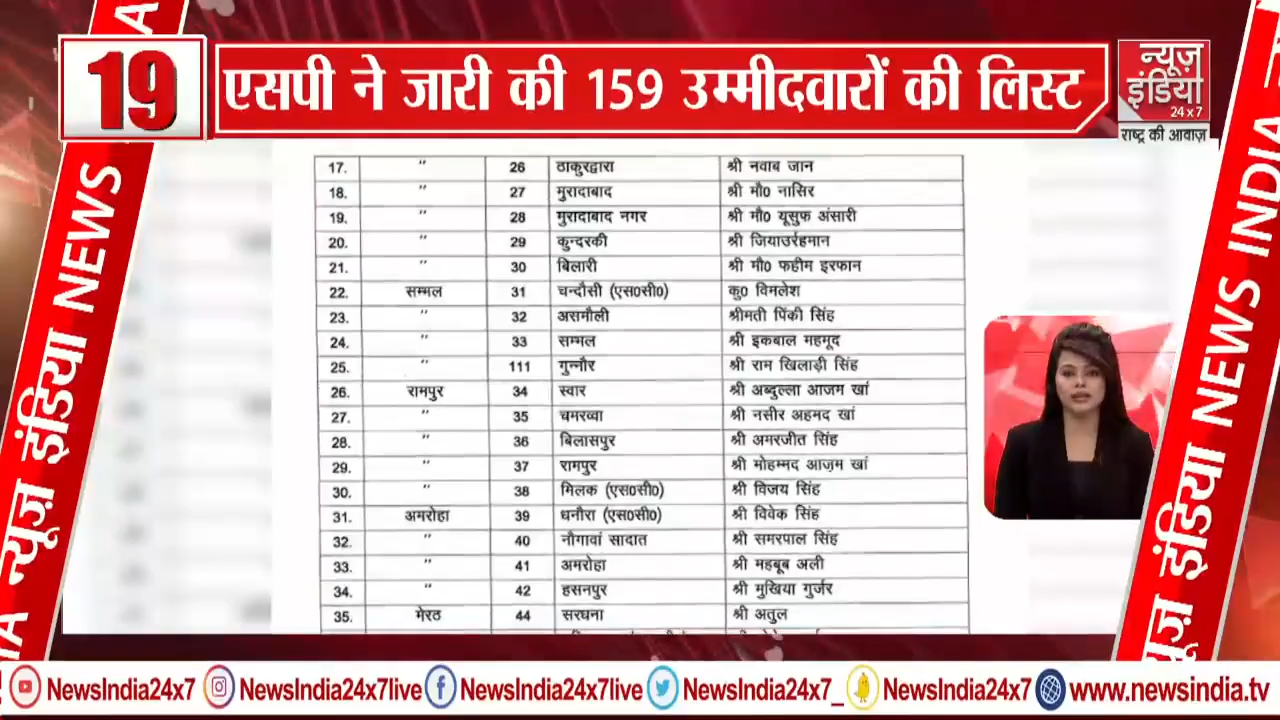 19
एसपी ने जारी की 159 उम्मीदवारों की लिस्ट
न्यूज़
इंडिया
24x7
राष्ट्र की आवाज़
17. " 26 ठाकुरद्वारा श्री नवाब जान
18. " 27 मुरादाबाद श्री मौ0 नासिर
19. " 28 मुरादाबाद नगर श्री मौ0 यूसुफ अंसारी
20. " 29 कुन्दरकी श्री जियाउर्रहमान
21. " 30 बिलारी श्री मौ0 फहीम इरफान
22. सम्भल 31 चन्दौसी (एस0सी०) कु0 विमलेश
23. " 32 असमौली श्रीमती पिंकी सिंह
24. " 33 सम्भल श्री इकबाल महमूद
25. " 111 गुन्नौर श्री राम खिलाड़ी सिंह
26. रामपुर 34 स्वार श्री अब्दुल्ला आजम खां
27. " 35 चमरव्वा श्री नसीर अहमद खां
28. " 36 बिलासपुर श्री अमरजीत सिंह
29. " 37 रामपुर श्री मोहम्मद आज़म खां
30. " 38 मिलक (एस0सी०) श्री विजय सिंह
31. अमरोहा 39 धनौरा (एस0सी०) श्री विवेक सिंह
32. " 40 नौगावां सादात श्री समरपाल सिंह
33. " 41 अमरोहा श्री महबूब अली
34. " 42 हसनपुर श्री मुखिया गुर्जर
35. मेरठ 44 सरधना श्री अतुल
न्यूज़ इंडिया NEWS
NEWS INDIA
न्यूज़ इंडिया
NewsIndia24x7 NewsIndia24x7live NewsIndia24x7live NewsIndia24x7_ NewsIndia24x7 www.newsindia.tv